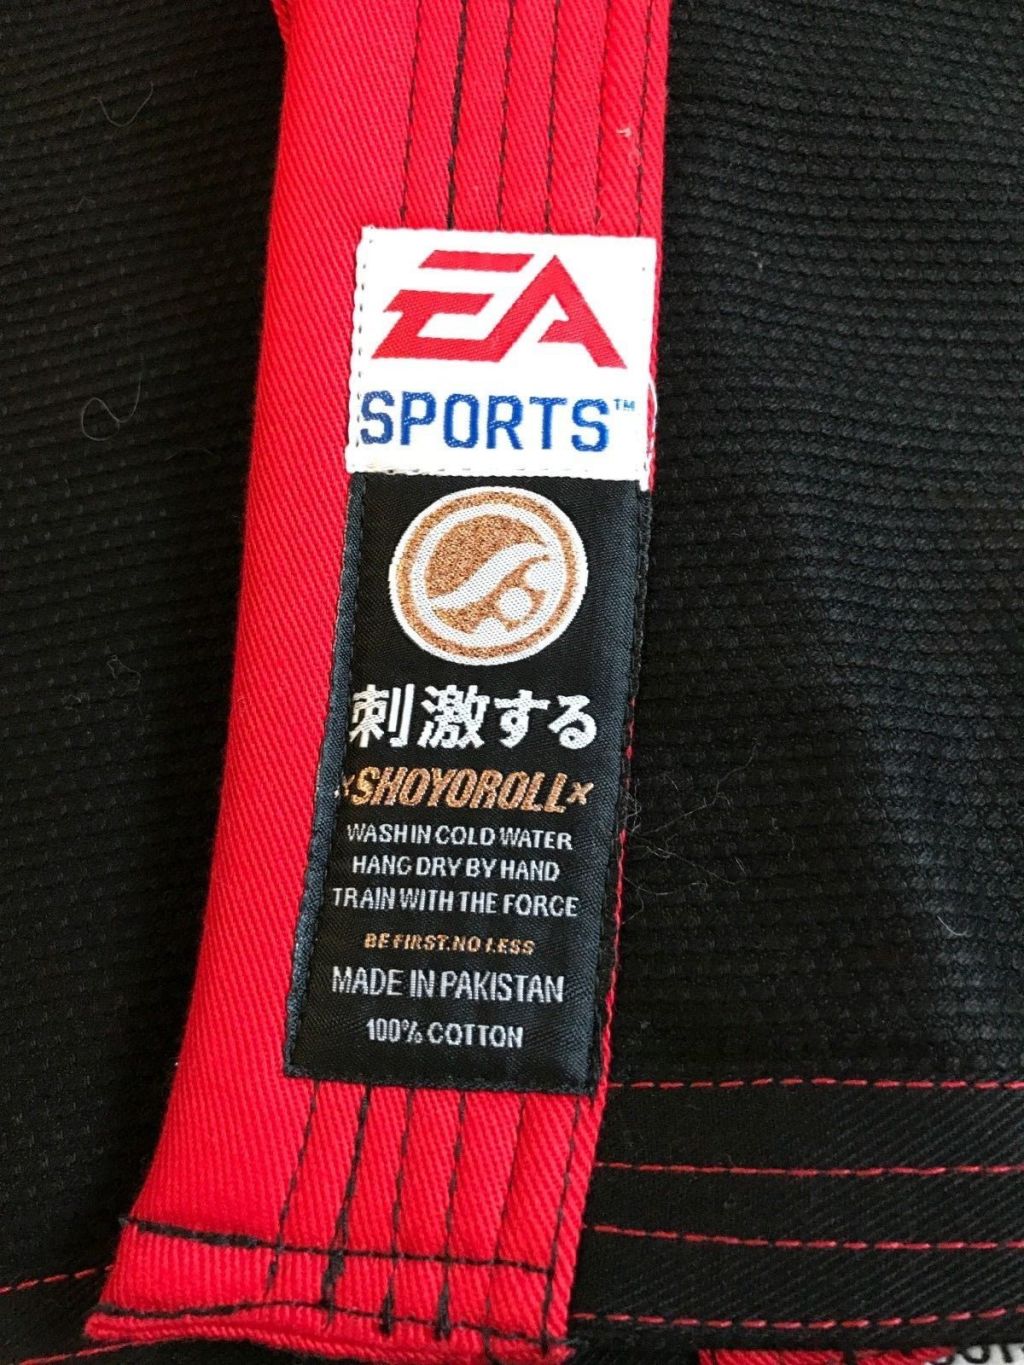 EA
SPORTS™
刺激する
×SHOYOROLL×
WASH IN COLD WATER
HANG DRY BY HAND
TRAIN WITH THE FORCE
BE FIRST. NO LESS
MADE IN PAKISTAN
100% COTTON